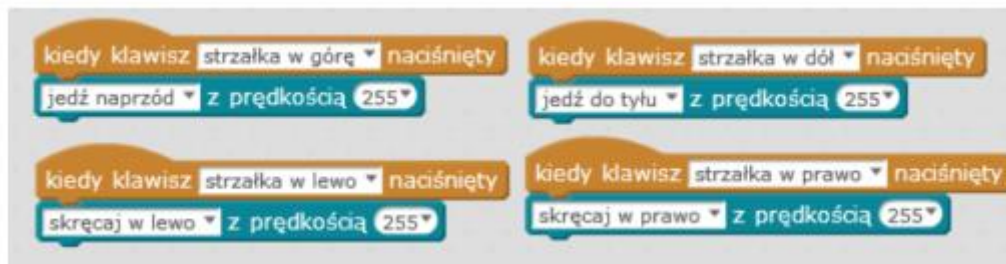 kiedy klawisz strzałka w górę naciśnięty
jedź naprzód z prędkością 255
kiedy klawisz strzałka w dół naciśnięty
jedź do tyłu z prędkością 255
kiedy klawisz strzałka w lewo naciśnięty
skręcaj w lewo z prędkością 255
kiedy klawisz strzałka w prawo naciśnięty
skręcaj w prawo z prędkością 255